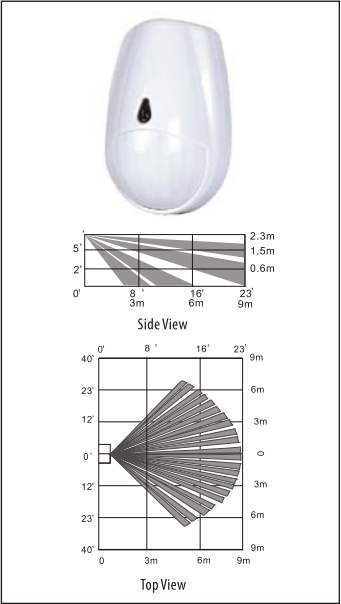 2.3m
5' 1.5m
2' 0.6m
0' 8 ' 16' 23'
3m 6m 9m
Side View
0' 8 ' 16' 23'
40' 9m
23' 6m
12' 3m
0' 0
12' 3m
23' 6m
40' 9m
0 3m 6m 9m
Top View